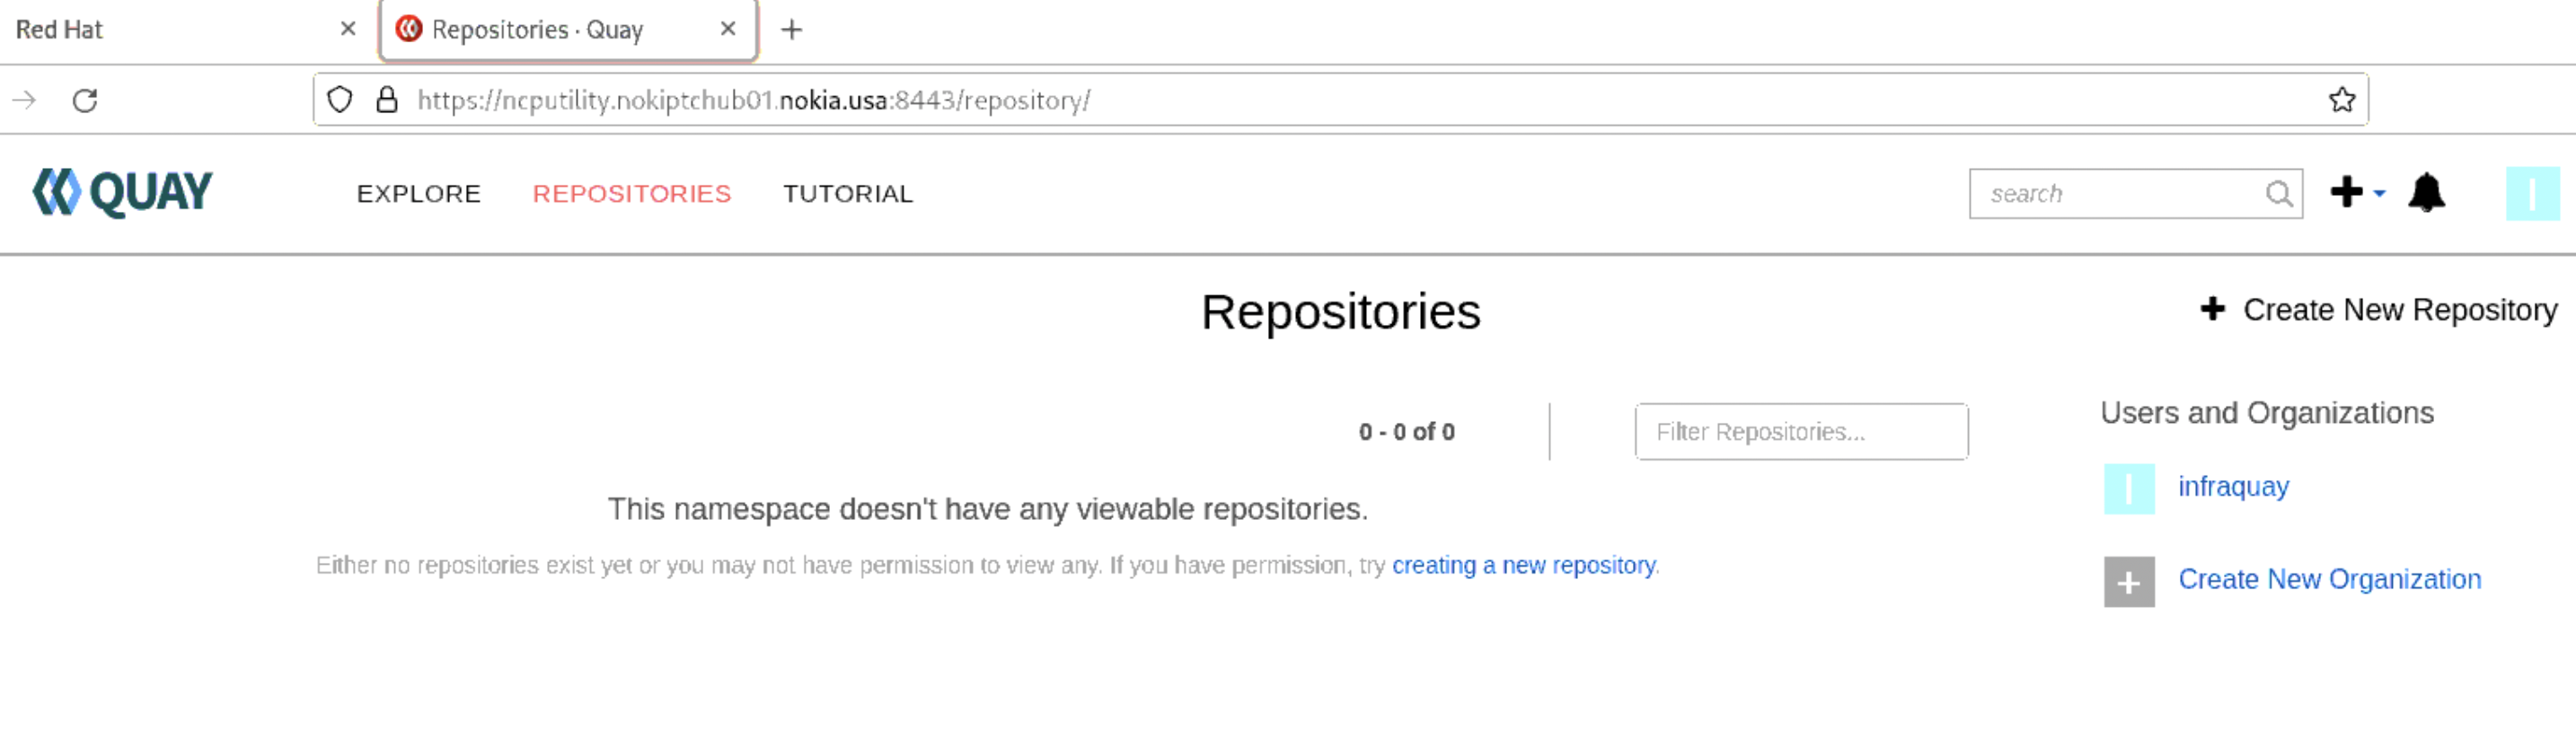 Red Hat
Repositories · Quay
https://ncputility.nokiptchub01.nokia.usa:8443/repository/
QUAY EXPLORE REPOSITORIES TUTORIAL search I
Repositories
Create New Repository
0 - 0 of 0
Filter Repositories...
Users and Organizations
I infraquay
Create New Organization
This namespace doesn't have any viewable repositories.
Either no repositories exist yet or you may not have permission to view any. If you have permission, try creating a new repository.